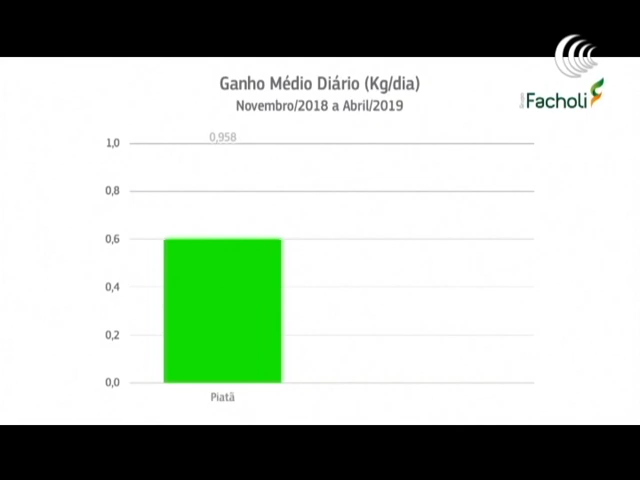 Ganho Médio Diário (Kg/dia)
Novembro/2018 a Abril/2019
Facholi
1,0
0,958
0,8
0,6
0,4
0,2
0,0
Piatã